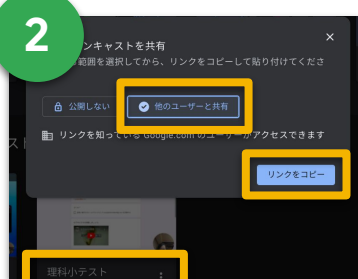 2
ンキャストを共有
範囲を選択してから、リンクをコピーして貼り付けてくださ
公開しない
他のユーザーと共有
リンクを知っている Google.com のユーザーがアクセスできます
リンクをコピー
スト
理科小テスト